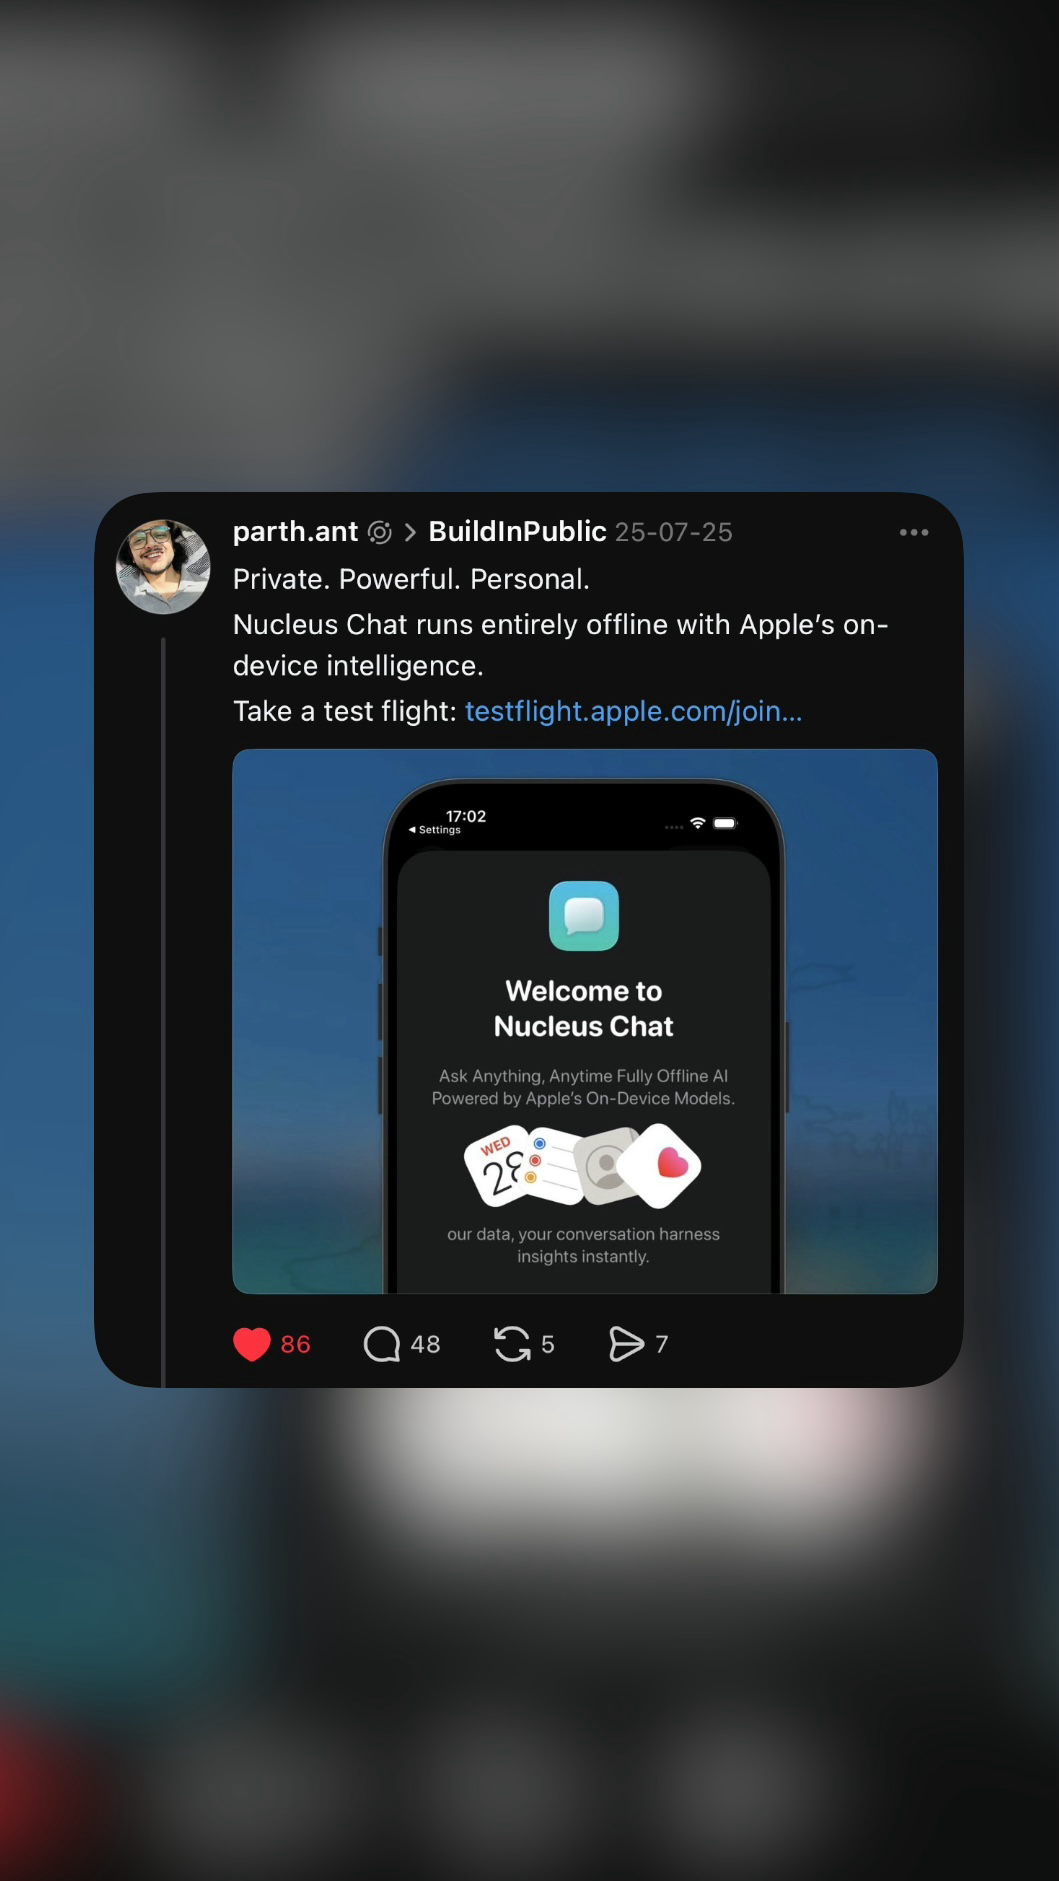 parth.ant > BuildInPublic 25-07-25
Private. Powerful. Personal.
Nucleus Chat runs entirely offline with Apple’s on-
device intelligence.
Take a test flight: testflight.apple.com/join...
17:02
◀ Settings
Welcome to
Nucleus Chat
Ask Anything, Anytime Fully Offline AI
Powered by Apple’s On-Device Models.
WED
28
our data, your conversation harness
insights instantly.
86 48 5 7